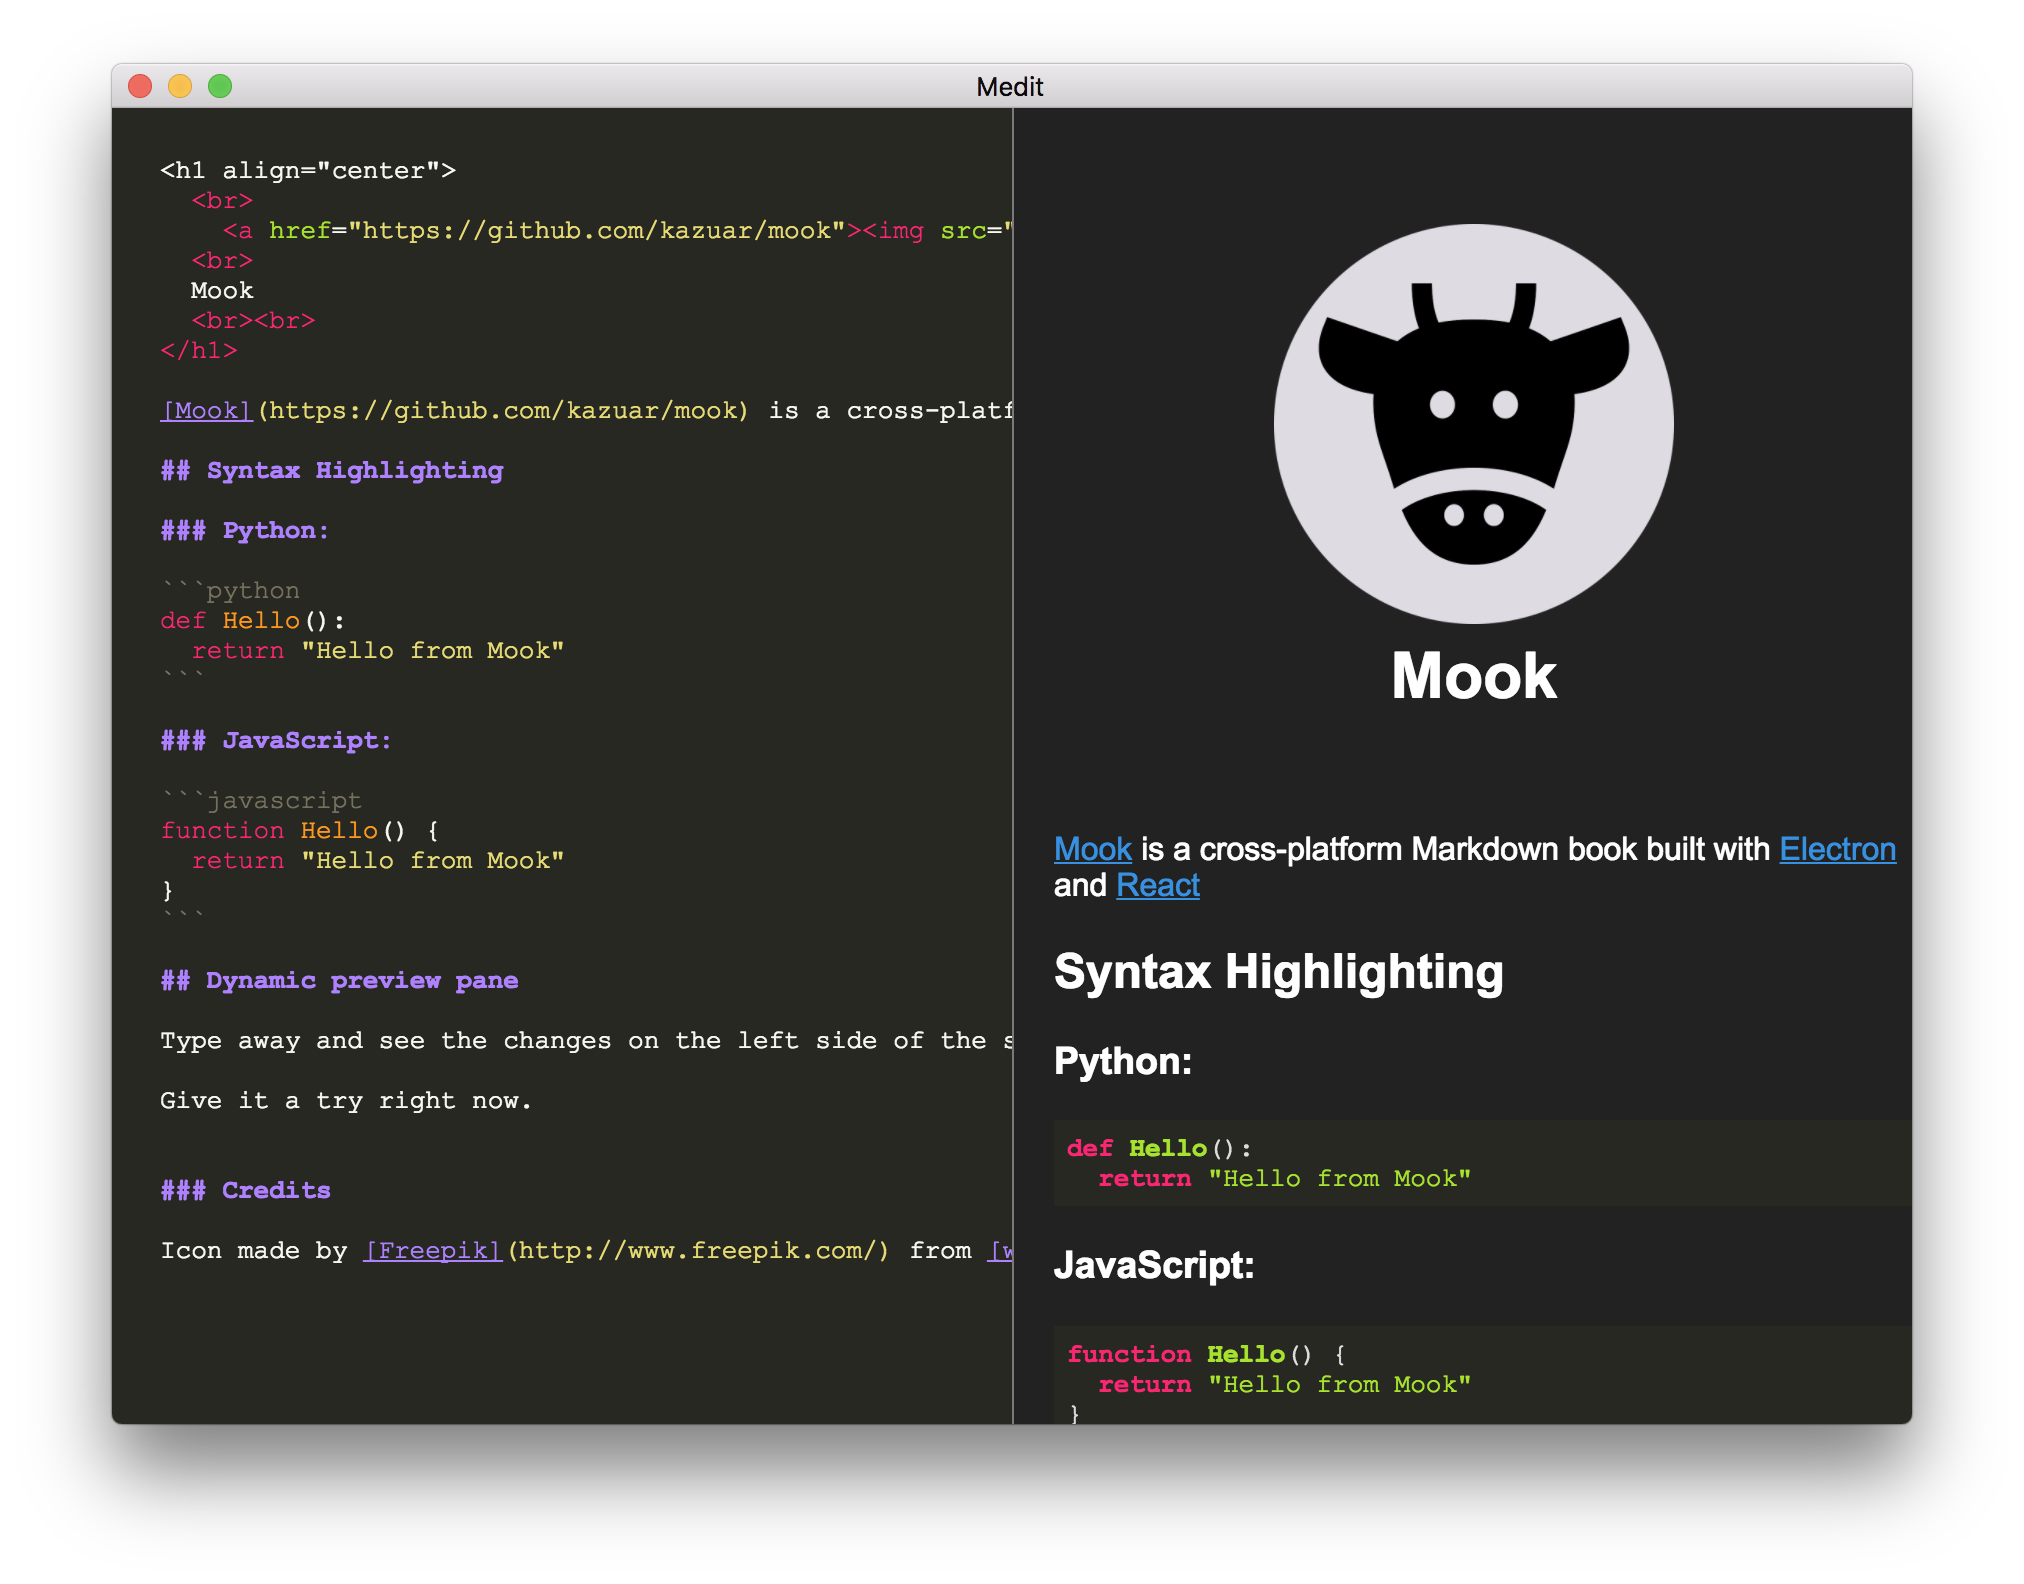 Medit
<h1 align="center">
  <br>
    <a href="https://github.com/kazuar/mook"><img src="
  <br>
  Mook
  <br><br>
</h1>
[Mook](https://github.com/kazuar/mook) is a cross-platf
## Syntax Highlighting
### Python:
```python
def Hello():
  return "Hello from Mook"
```
### JavaScript:
```javascript
function Hello() {
  return "Hello from Mook"
}
```
## Dynamic preview pane
Type away and see the changes on the left side of the s
Give it a try right now.
### Credits
Icon made by [Freepik](http://www.freepik.com/) from [w
Mook
Mook is a cross-platform Markdown book built with Electron
and React
Syntax Highlighting
Python:
def Hello():
  return "Hello from Mook"
JavaScript:
function Hello() {
  return "Hello from Mook"
}